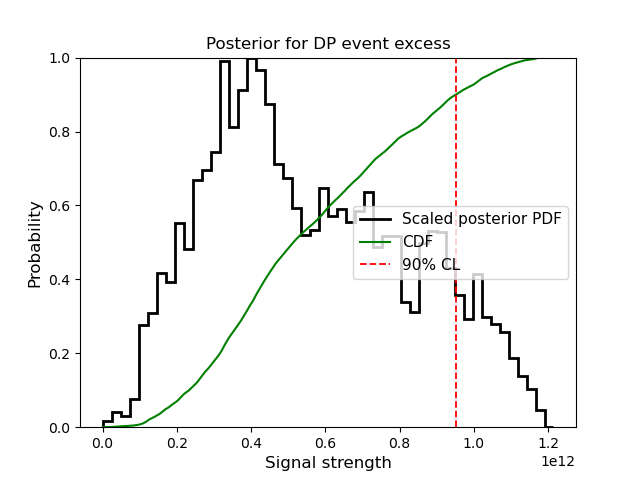 Posterior for DP event excess
Probability
1.0
0.8
0.6
0.4
0.2
0.0
Scaled posterior PDF
CDF
90% CL
0.0 0.2 0.4 0.6 0.8 1.0 1.2
1e12
Signal strength